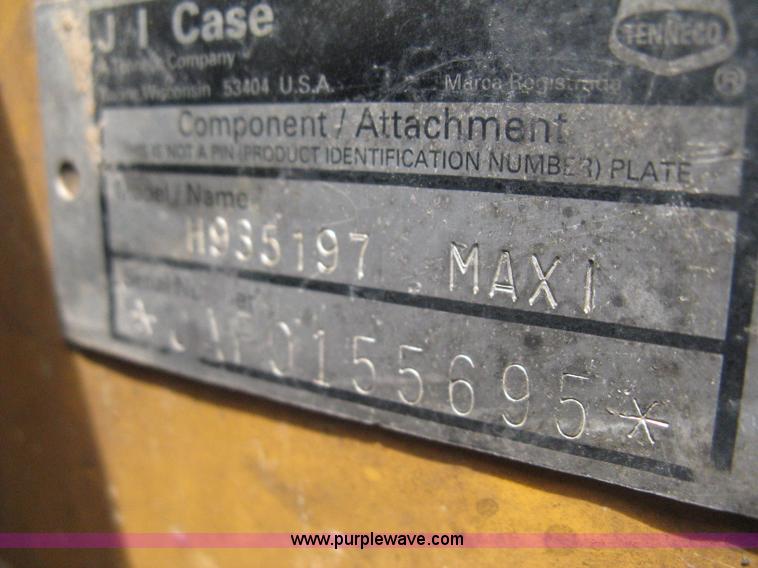 J I Case
A Tenneco Company
Racine, Wisconsin 53404 U.S.A.
TENNECO
®
Marca Registrada
Component / Attachment
THIS IS NOT A PIN (PRODUCT IDENTIFICATION NUMBER) PLATE
Model / Name
H935197 MAXI
Serial No.
www.purplewave.com